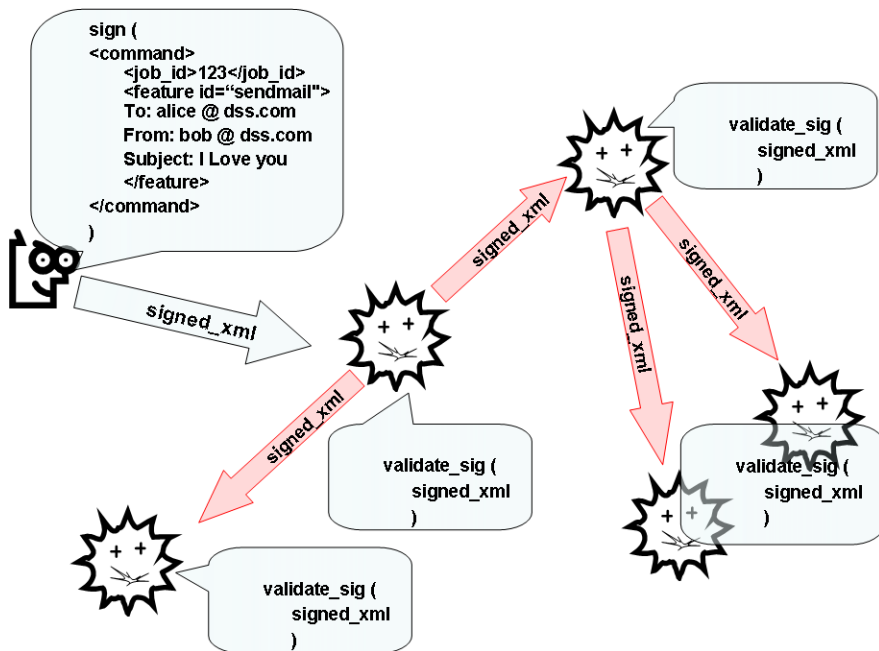 sign (
<command>
<job_id>123</job_id>
<feature id=“sendmail">
To: alice @ dss.com
From: bob @ dss.com
Subject: I Love you
</feature>
</command>
)
signed_xml
signed_xml
validate_sig (
signed_xml
)
signed_xml
signed_xml
signed_xml
validate_sig (
signed_xml
)
validate_sig (
signed_xml
)
validate_sig (
signed_xml
)